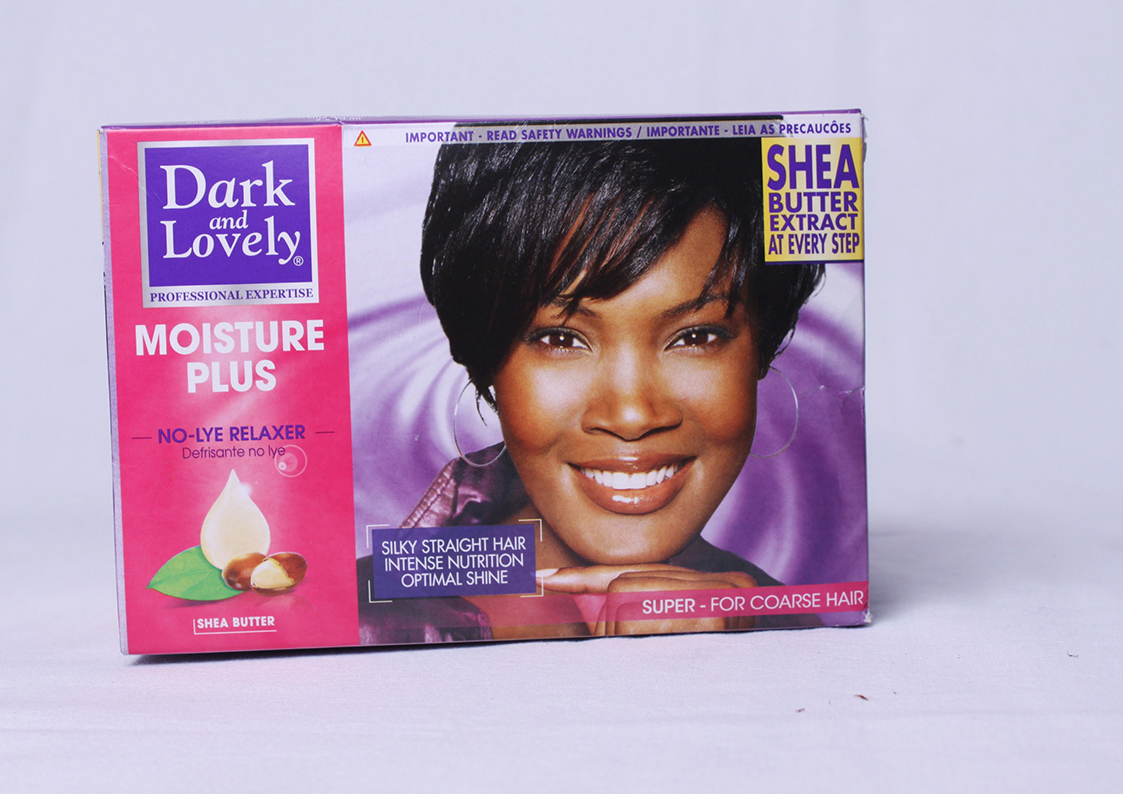 IMPORTANT - READ SAFETY WARNINGS / IMPORTANTE - LEIA AS PRECAUCÔES
Dark
and
Lovely®
PROFESSIONAL EXPERTISE
MOISTURE
PLUS
NO-LYE RELAXER
Defrisante no lye
SHEA BUTTER
SHEA
BUTTER
EXTRACT
AT EVERY STEP
SILKY STRAIGHT HAIR
INTENSE NUTRITION
OPTIMAL SHINE
SUPER - FOR COARSE HAIR